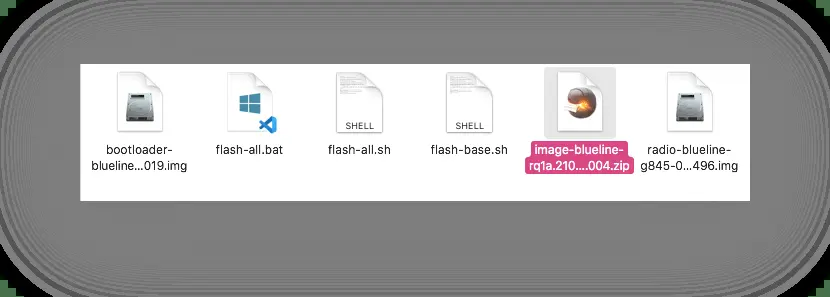 SHELL
SHELL
bootloader-
blueline...019.img
flash-all.bat
flash-all.sh
flash-base.sh
image-blueline-
rq1a.210....004.zip
radio-blueline-
g845-0...496.img